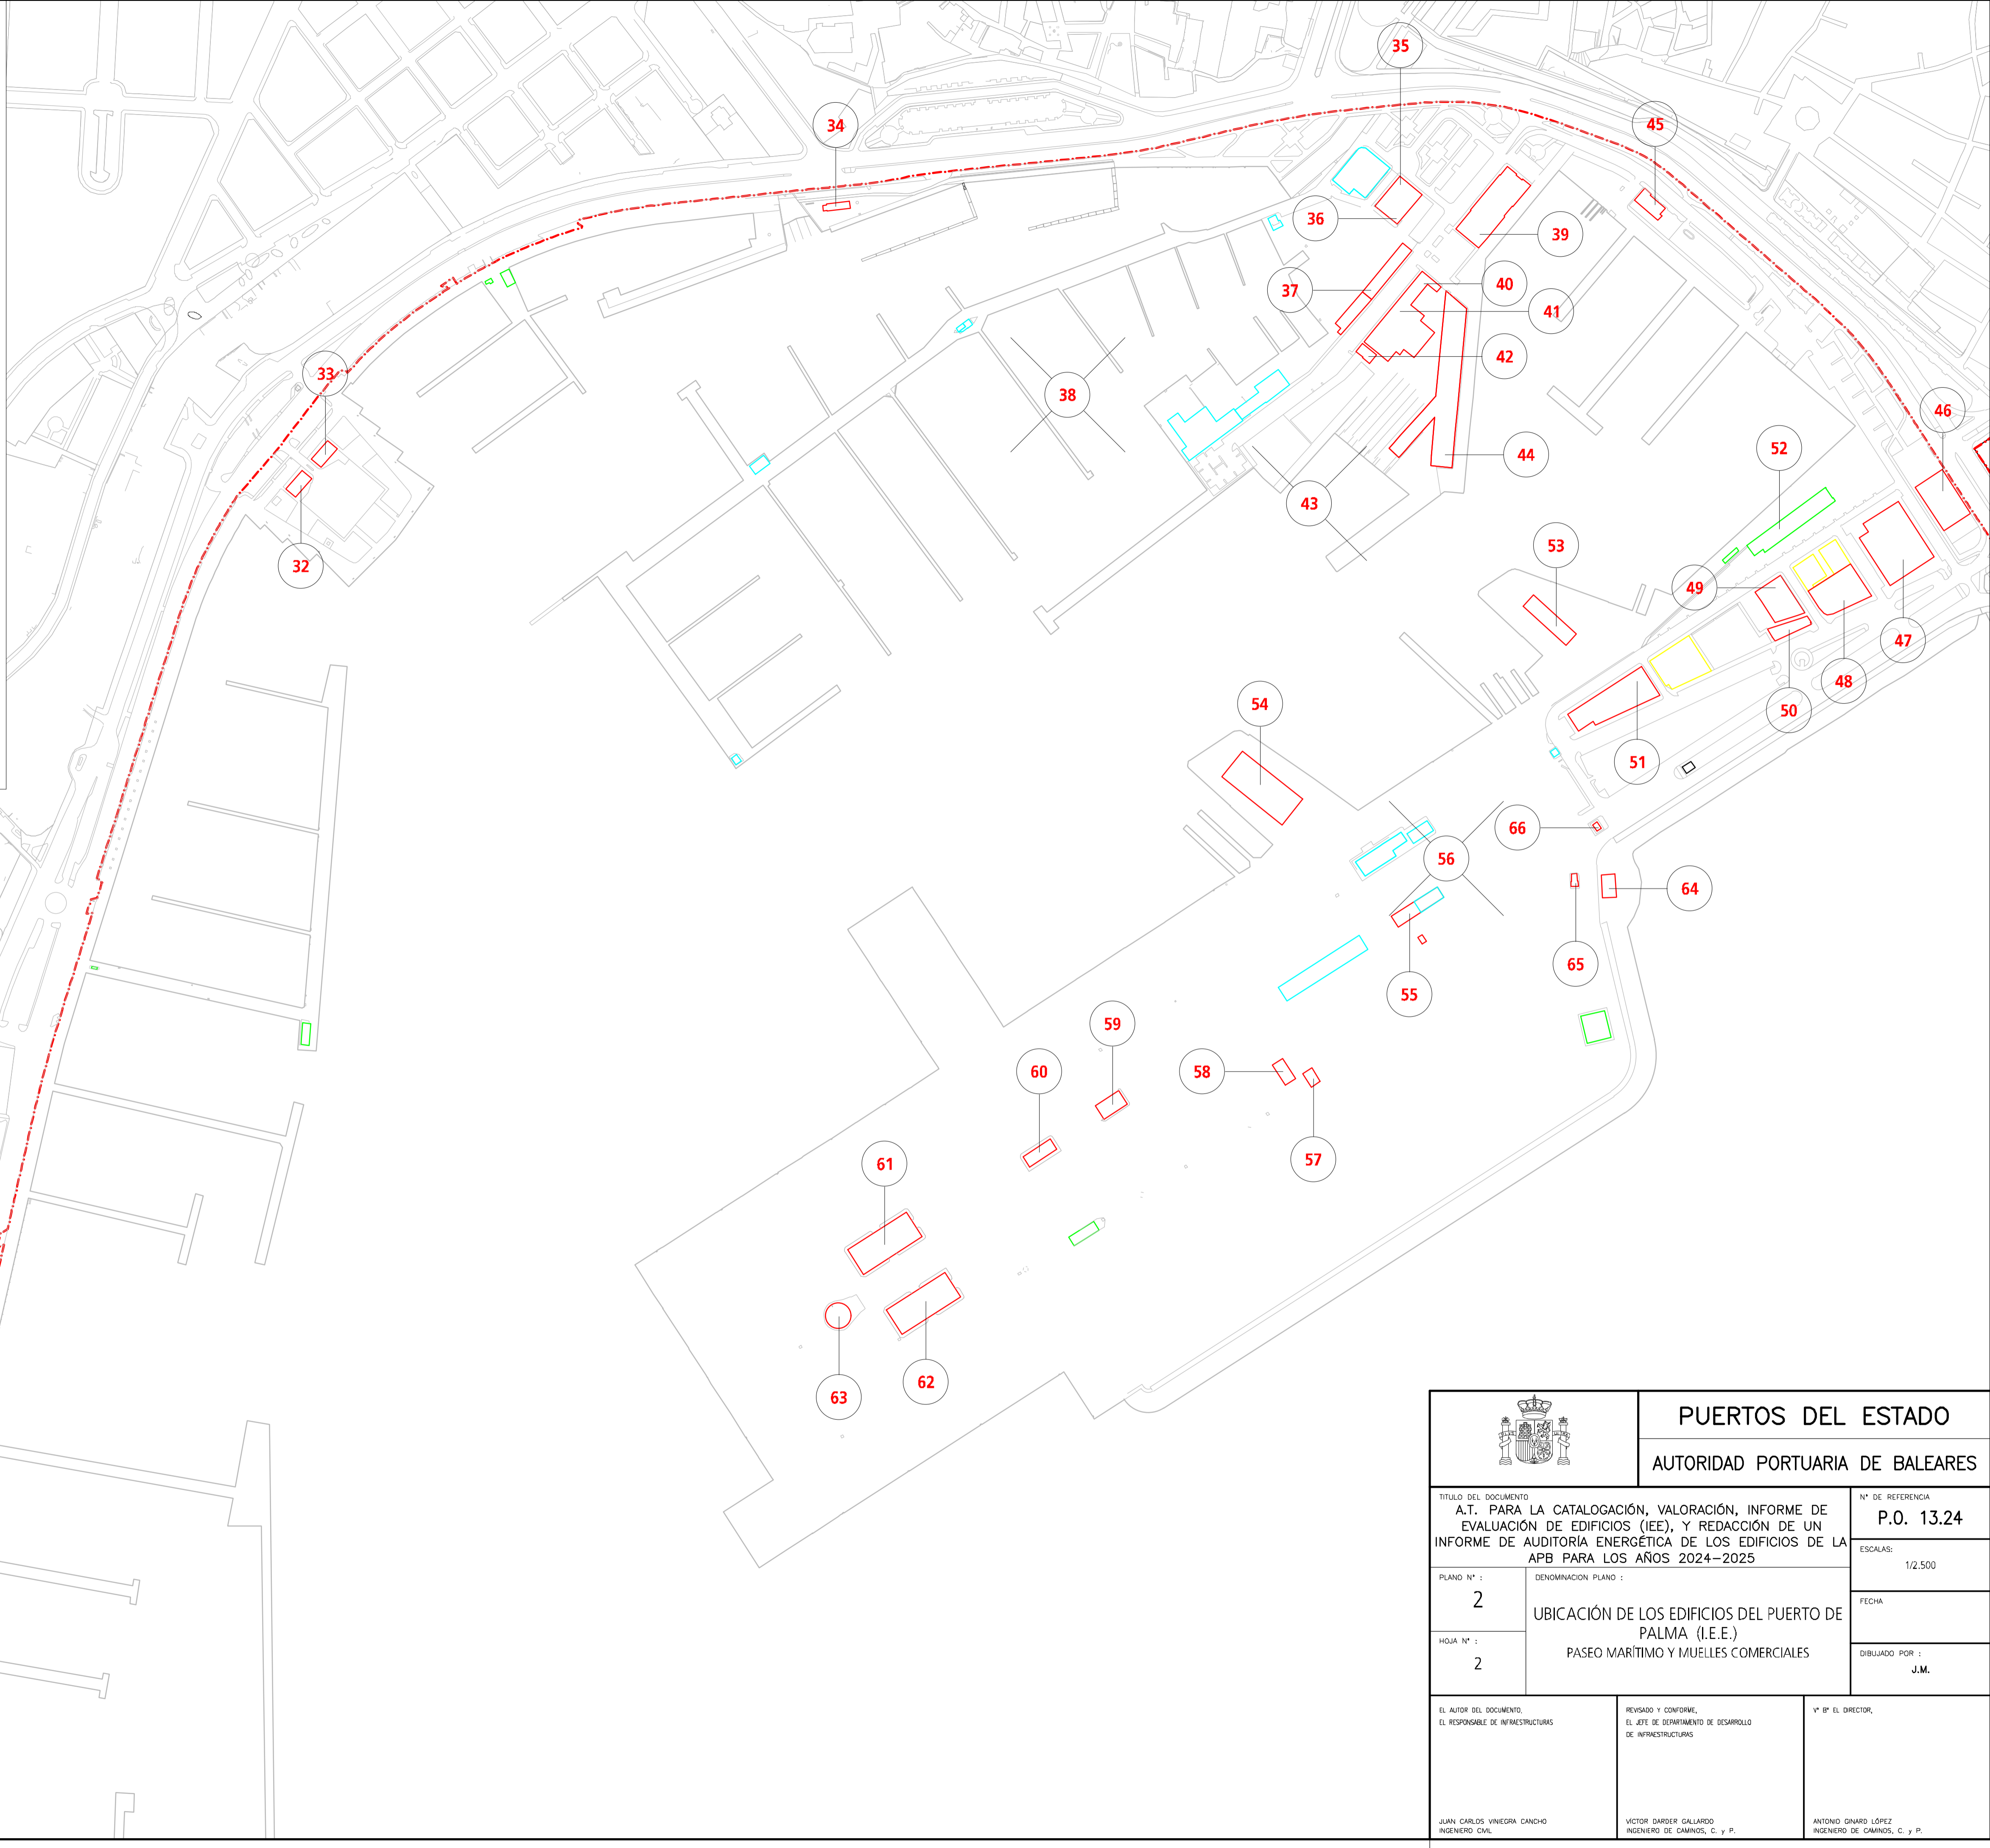 35
34
45
36
39
40
37
41
42
33
38
46
52
44
43
53
32
49
47
48
54
50
51
66
56
64
65
55
59
60
58
57
61
62
63
PUERTOS DEL ESTADO
AUTORIDAD PORTUARIA DE BALEARES
TITULO DEL DOCUMENTO
A.T. PARA LA CATALOGACIÓN, VALORACIÓN, INFORME DE
EVALUACIÓN DE EDIFICIOS (IEE), Y REDACCIÓN DE UN
INFORME DE AUDITORÍA ENERGÉTICA DE LOS EDIFICIOS DE LA
APB PARA LOS AÑOS 2024-2025
Nº DE REFERENCIA
P.O. 13.24
ESCALAS:
1/2.500
PLANO Nº :
2
DENOMINACION PLANO :
UBICACIÓN DE LOS EDIFICIOS DEL PUERTO DE
PALMA (I.E.E.)
PASEO MARÍTIMO Y MUELLES COMERCIALES
FECHA
HOJA Nº :
2
DIBUJADO POR :
J.M.
EL AUTOR DEL DOCUMENTO,
EL RESPONSABLE DE INFRAESTRUCTURAS
JUAN CARLOS VINIEGRA CANCHO
INGENIERO CIVIL
REVISADO Y CONFORME,
EL JEFE DE DEPARTAMENTO DE DESARROLLO
DE INFRAESTRUCTURAS
VÍCTOR DARDER GALLARDO
INGENIERO DE CAMINOS, C. y P.
Vº Bº EL DIRECTOR,
ANTONIO GINARD LÓPEZ
INGENIERO DE CAMINOS, C. y P.